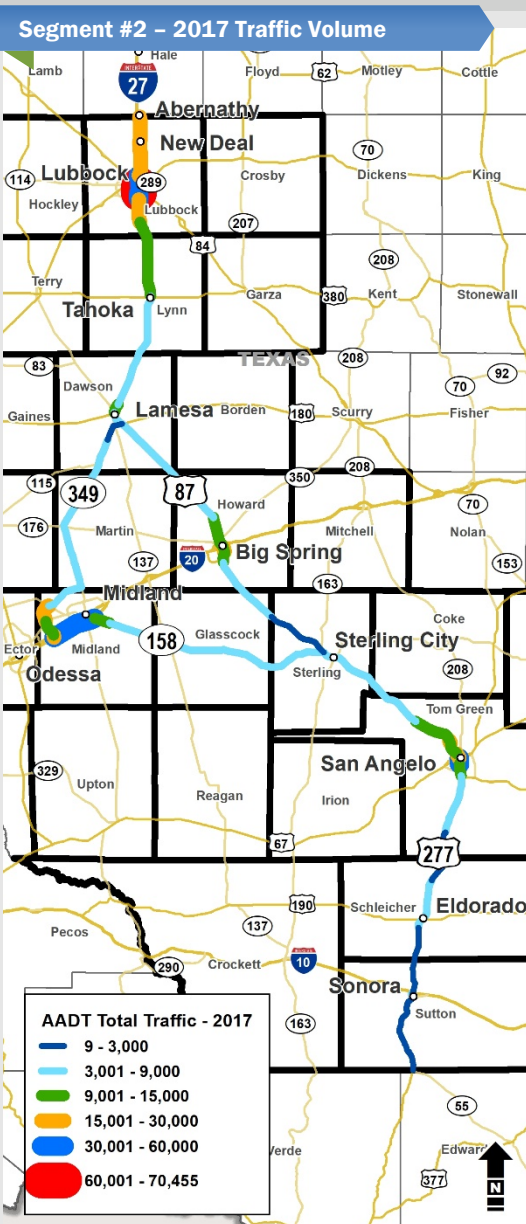 Segment #2 – 2017 Traffic Volume
Hale
Lamb
INTERSTATE
27
Floyd
62
Motley
Cottle
Abernathy
New Deal
70
Lubbock
289
114
Crosby
Dickens
King
Hockley
Lubbock
207
84
208
Terry
Garza
380
Kent
Stonewall
Tahoka
Lynn
TEXAS
208
83
92
Dawson
70
Gaines
Lamesa
Borden
180
Scurry
Fisher
115
349
87
350
208
Howard
70
176
Martin
Mitchell
Nolan
137
20
Big Spring
153
163
Midland
Coke
158
Glasscock
Sterling City
Ector
Midland
208
Odessa
Sterling
Tom Green
San Angelo
329
Upton
Reagan
Irion
67
277
190
Schleicher
Eldorado
137
Pecos
290
Crockett
10
Sonora
Sutton
163
AADT Total Traffic - 2017
9 - 3,000
3,001 - 9,000
9,001 - 15,000
15,001 - 30,000
30,001 - 60,000
60,001 - 70,455
55
Verde
Edwar
377
N